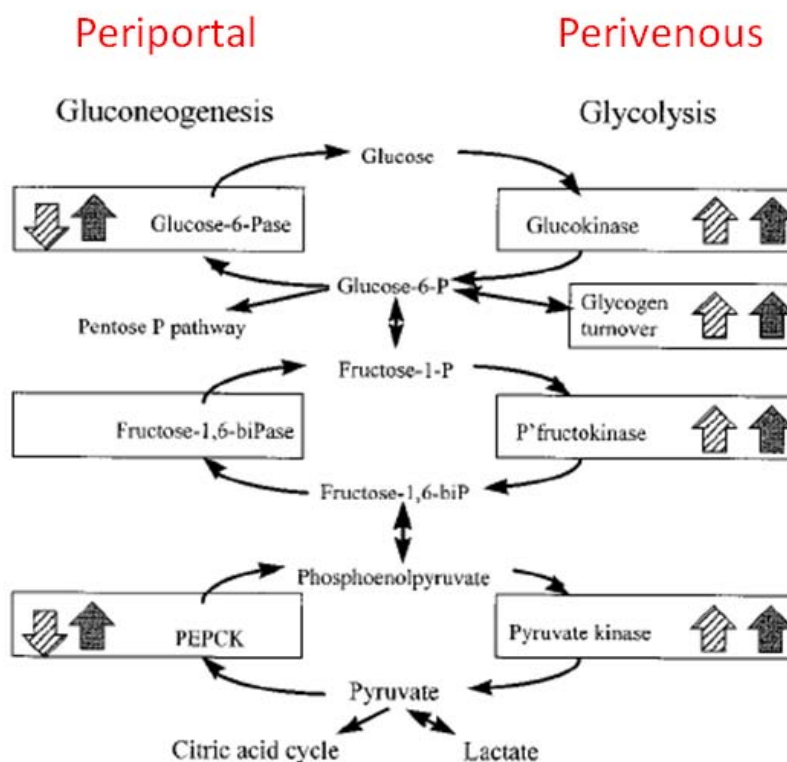 Periportal
Perivenous
Gluconeogenesis
Glycolysis
Glucose
Glucose-6-Pase
Glucokinase
Glucose-6-P
Glycogen
turnover
Pentose P pathway
Fructose-1-P
Fructose-1,6-biPase
P'fructokinase
Fructose-1,6-biP
Phosphoenolpyruvate
PEPCK
Pyruvate kinase
Pyruvate
Citric acid cycle
Lactate